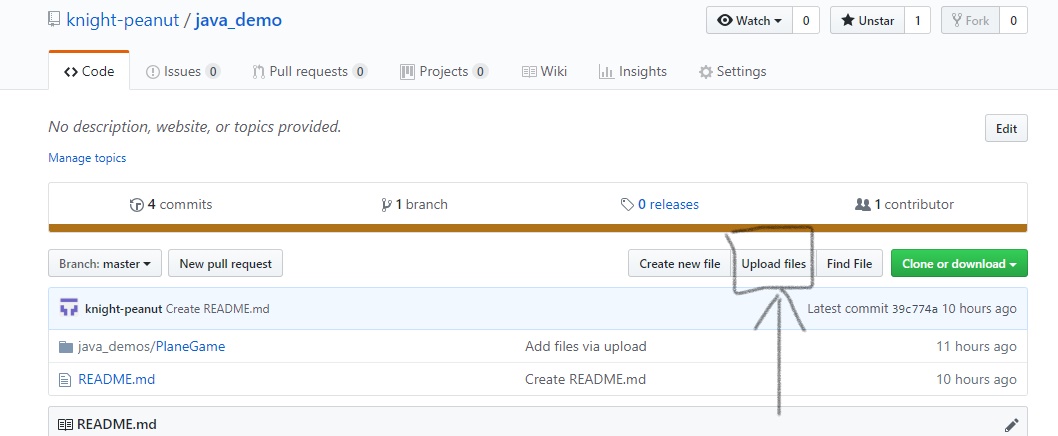 knight-peanut / java_demo Watch 0 Unstar 1 Fork 0
Code Issues 0 Pull requests 0 Projects 0 Wiki Insights Settings
No description, website, or topics provided. Edit
Manage topics
4 commits 1 branch 0 releases 1 contributor
Branch: master New pull request Create new file Upload files Find File Clone or download
knight-peanut Create README.md Latest commit 39c774a 10 hours ago
java_demos/PlaneGame Add files via upload 11 hours ago
README.md Create README.md 10 hours ago
README.md